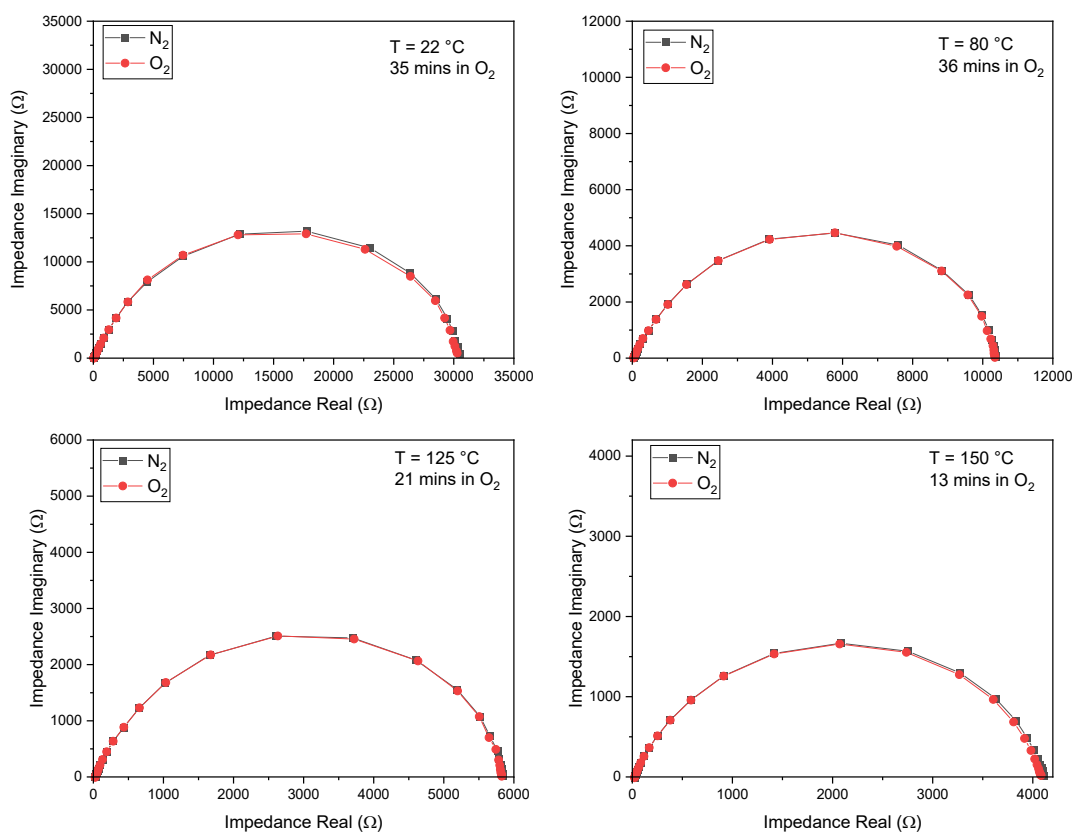 N₂
O₂
T = 22 °C
35 mins in O₂
35000
30000
25000
20000
15000
10000
5000
0
0 5000 10000 15000 20000 25000 30000 35000
Impedance Imaginary (Ω)
Impedance Real (Ω)
N₂
O₂
T = 80 °C
36 mins in O₂
12000
10000
8000
6000
4000
2000
0
0 2000 4000 6000 8000 10000 12000
Impedance Imaginary (Ω)
Impedance Real (Ω)
N₂
O₂
T = 125 °C
21 mins in O₂
6000
5000
4000
3000
2000
1000
0
0 1000 2000 3000 4000 5000 6000
Impedance Imaginary (Ω)
Impedance Real (Ω)
N₂
O₂
T = 150 °C
13 mins in O₂
4000
3000
2000
1000
0
0 1000 2000 3000 4000
Impedance Imaginary (Ω)
Impedance Real (Ω)